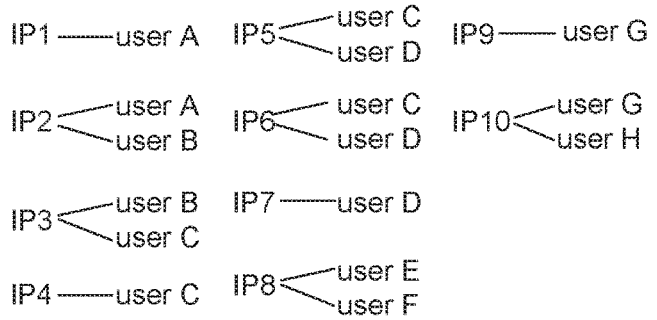 IP1 user A
IP2 user A
user B
IP3 user B
user C
IP4 user C
IP5 user C
user D
IP6 user C
user D
IP7 user D
IP8 user E
user F
IP9 user G
IP10 user G
user H